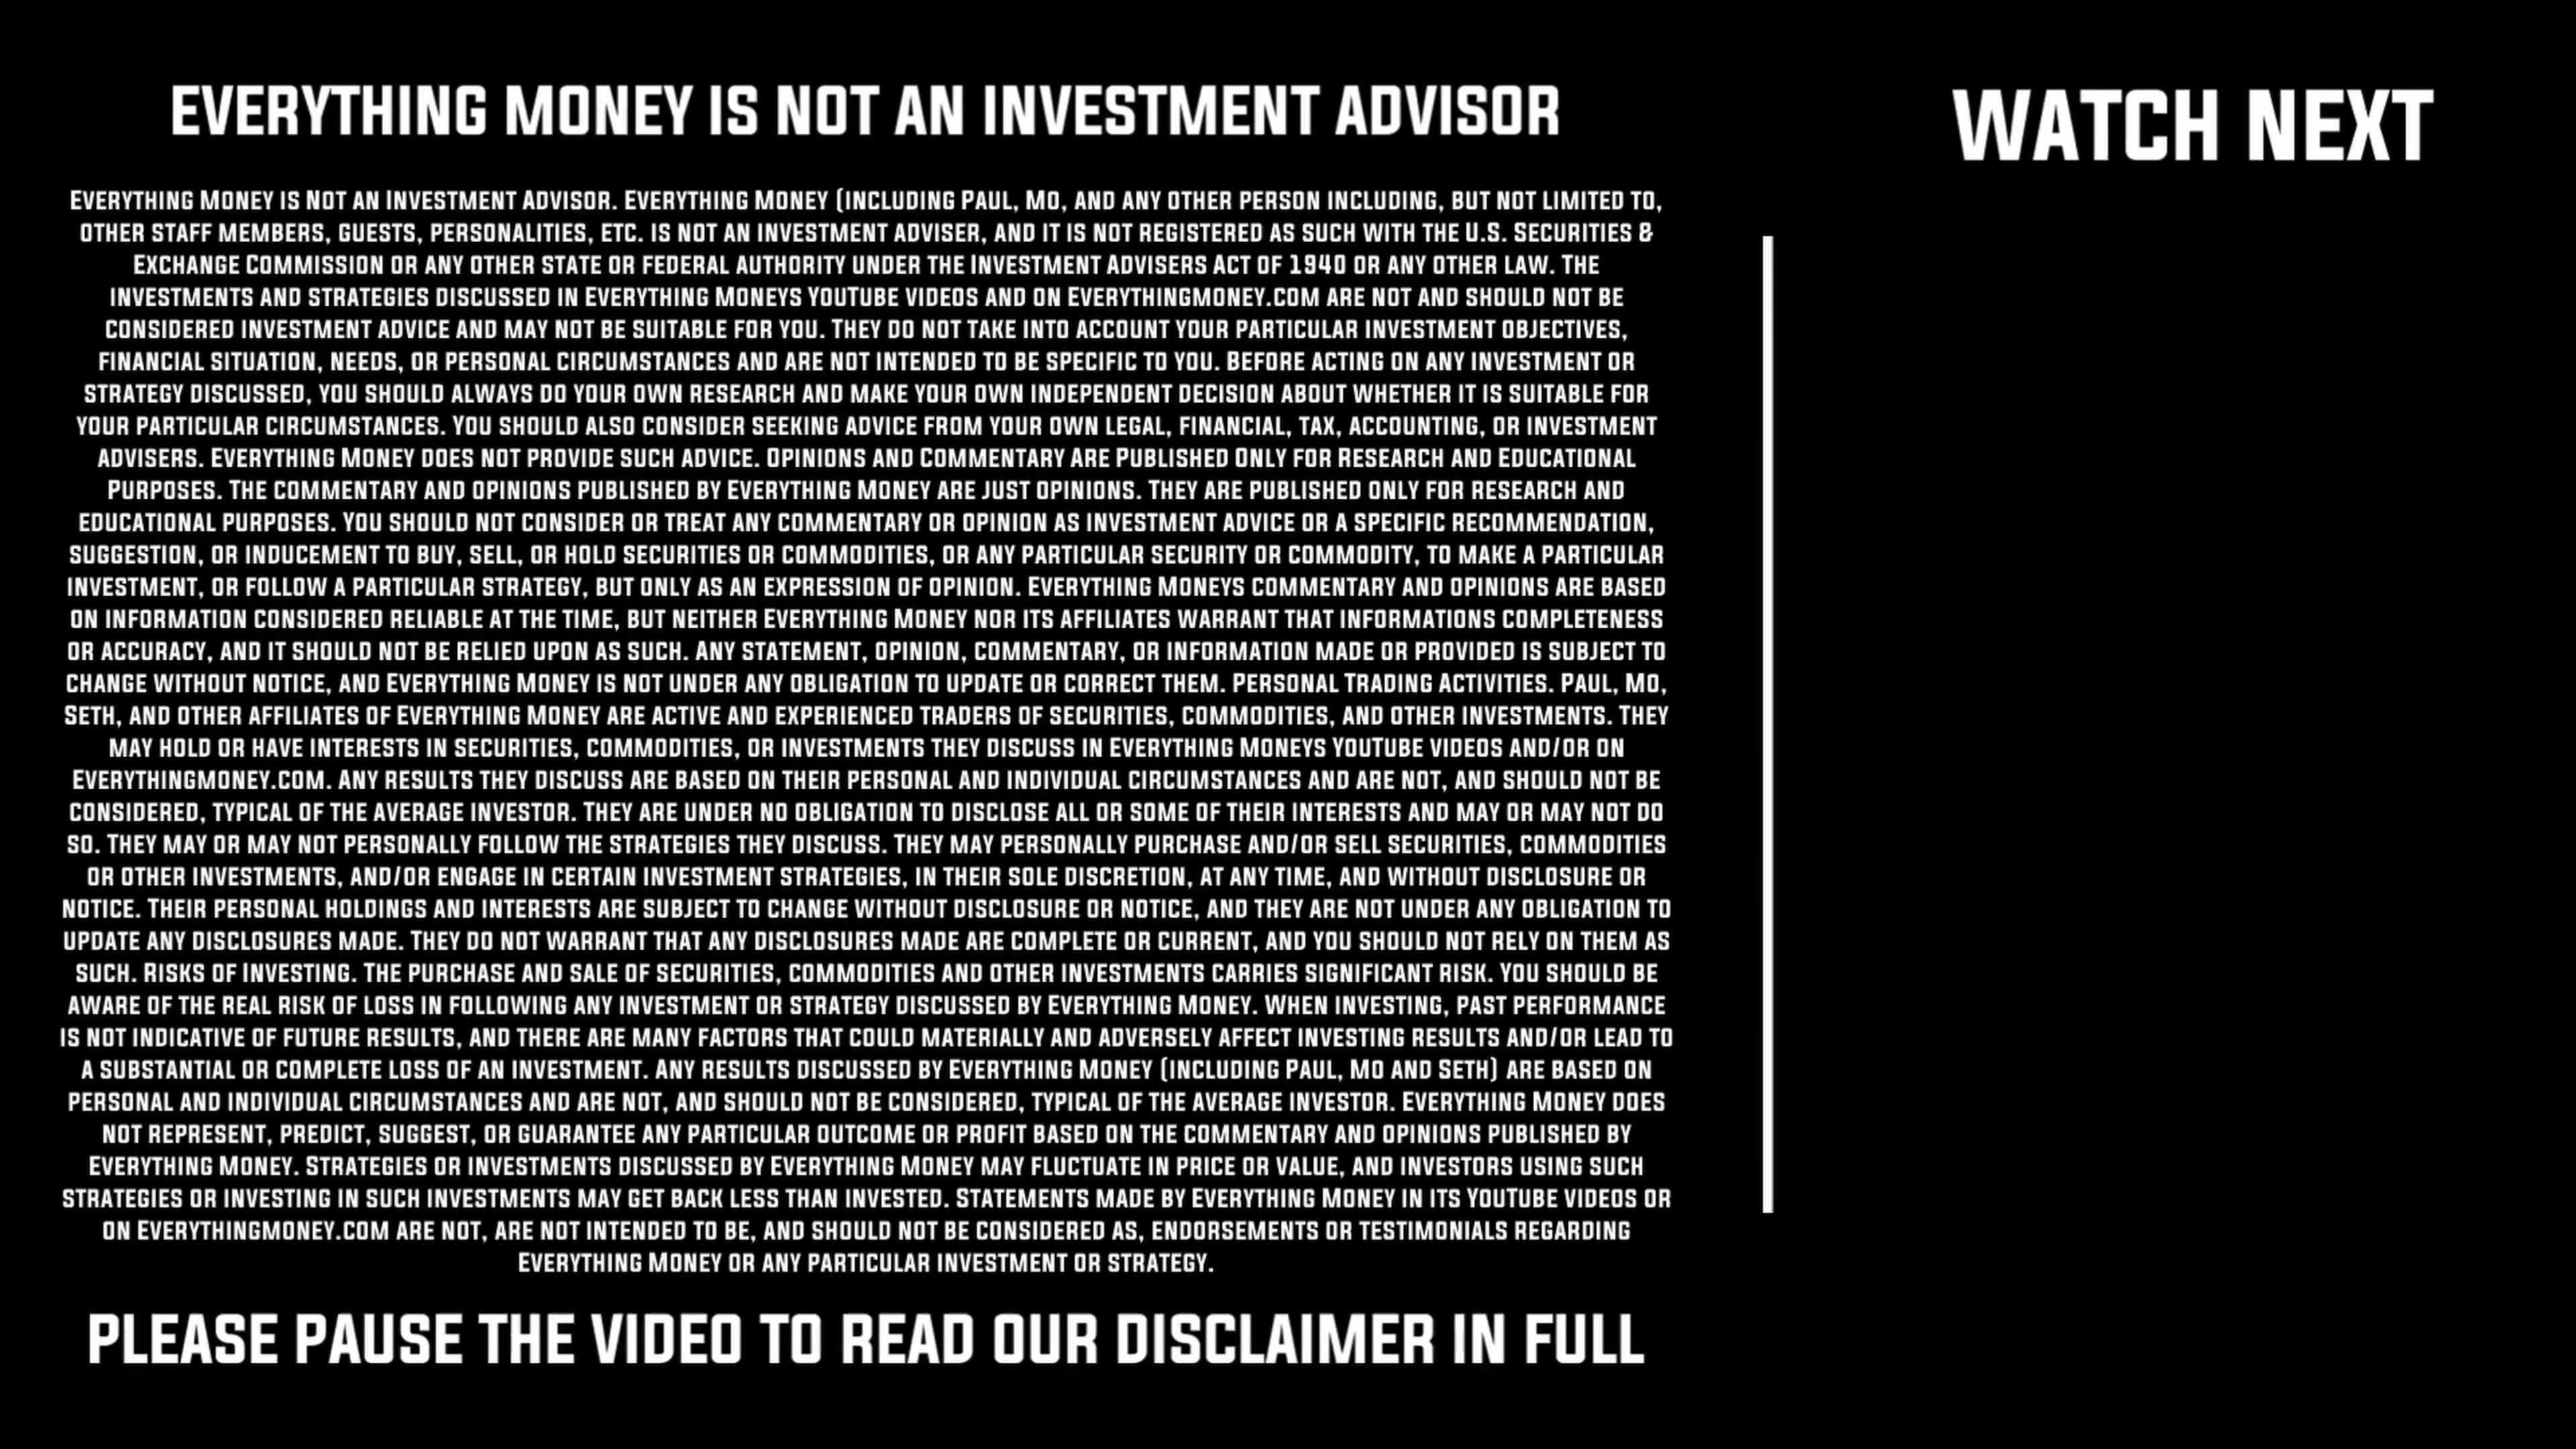 EVERYTHING MONEY IS NOT AN INVESTMENT ADVISOR
EVERYTHING MONEY IS NOT AN INVESTMENT ADVISOR. EVERYTHING MONEY (INCLUDING PAUL, MO, AND ANY OTHER PERSON INCLUDING, BUT NOT LIMITED TO,
OTHER STAFF MEMBERS, GUESTS, PERSONALITIES, ETC. IS NOT AN INVESTMENT ADVISER, AND IT IS NOT REGISTERED AS SUCH WITH THE U.S. SECURITIES &
EXCHANGE COMMISSION OR ANY OTHER STATE OR FEDERAL AUTHORITY UNDER THE INVESTMENT ADVISERS ACT OF 1940 OR ANY OTHER LAW. THE
INVESTMENTS AND STRATEGIES DISCUSSED IN EVERYTHING MONEYS YOUTUBE VIDEOS AND ON EVERYTHINGMONEY.COM ARE NOT AND SHOULD NOT BE
CONSIDERED INVESTMENT ADVICE AND MAY NOT BE SUITABLE FOR YOU. THEY DO NOT TAKE INTO ACCOUNT YOUR PARTICULAR INVESTMENT OBJECTIVES,
FINANCIAL SITUATION, NEEDS, OR PERSONAL CIRCUMSTANCES AND ARE NOT INTENDED TO BE SPECIFIC TO YOU. BEFORE ACTING ON ANY INVESTMENT OR
STRATEGY DISCUSSED, YOU SHOULD ALWAYS DO YOUR OWN RESEARCH AND MAKE YOUR OWN INDEPENDENT DECISION ABOUT WHETHER IT IS SUITABLE FOR
YOUR PARTICULAR CIRCUMSTANCES. YOU SHOULD ALSO CONSIDER SEEKING ADVICE FROM YOUR OWN LEGAL, FINANCIAL, TAX, ACCOUNTING, OR INVESTMENT
ADVISERS. EVERYTHING MONEY DOES NOT PROVIDE SUCH ADVICE. OPINIONS AND COMMENTARY ARE PUBLISHED ONLY FOR RESEARCH AND EDUCATIONAL
PURPOSES. THE COMMENTARY AND OPINIONS PUBLISHED BY EVERYTHING MONEY ARE JUST OPINIONS. THEY ARE PUBLISHED ONLY FOR RESEARCH AND
EDUCATIONAL PURPOSES. YOU SHOULD NOT CONSIDER OR TREAT ANY COMMENTARY OR OPINION AS INVESTMENT ADVICE OR A SPECIFIC RECOMMENDATION,
SUGGESTION, OR INDUCEMENT TO BUY, SELL, OR HOLD SECURITIES OR COMMODITIES, OR ANY PARTICULAR SECURITY OR COMMODITY, TO MAKE A PARTICULAR
INVESTMENT, OR FOLLOW A PARTICULAR STRATEGY, BUT ONLY AS AN EXPRESSION OF OPINION. EVERYTHING MONEYS COMMENTARY AND OPINIONS ARE BASED
ON INFORMATION CONSIDERED RELIABLE AT THE TIME, BUT NEITHER EVERYTHING MONEY NOR ITS AFFILIATES WARRANT THAT INFORMATIONS COMPLETENESS
OR ACCURACY, AND IT SHOULD NOT BE RELIED UPON AS SUCH. ANY STATEMENT, OPINION, COMMENTARY, OR INFORMATION MADE OR PROVIDED IS SUBJECT TO
CHANGE WITHOUT NOTICE, AND EVERYTHING MONEY IS NOT UNDER ANY OBLIGATION TO UPDATE OR CORRECT THEM. PERSONAL TRADING ACTIVITIES. PAUL, MO,
SETH, AND OTHER AFFILIATES OF EVERYTHING MONEY ARE ACTIVE AND EXPERIENCED TRADERS OF SECURITIES, COMMODITIES, AND OTHER INVESTMENTS. THEY
MAY HOLD OR HAVE INTERESTS IN SECURITIES, COMMODITIES, OR INVESTMENTS THEY DISCUSS IN EVERYTHING MONEYS YOUTUBE VIDEOS AND/OR ON
EVERYTHINGMONEY.COM. ANY RESULTS THEY DISCUSS ARE BASED ON THEIR PERSONAL AND INDIVIDUAL CIRCUMSTANCES AND ARE NOT, AND SHOULD NOT BE
CONSIDERED, TYPICAL OF THE AVERAGE INVESTOR. THEY ARE UNDER NO OBLIGATION TO DISCLOSE ALL OR SOME OF THEIR INTERESTS AND MAY OR MAY NOT DO
SO. THEY MAY OR MAY NOT PERSONALLY FOLLOW THE STRATEGIES THEY DISCUSS. THEY MAY PERSONALLY PURCHASE AND/OR SELL SECURITIES, COMMODITIES
OR OTHER INVESTMENTS, AND/OR ENGAGE IN CERTAIN INVESTMENT STRATEGIES, IN THEIR SOLE DISCRETION, AT ANY TIME, AND WITHOUT DISCLOSURE OR
NOTICE. THEIR PERSONAL HOLDINGS AND INTERESTS ARE SUBJECT TO CHANGE WITHOUT DISCLOSURE OR NOTICE, AND THEY ARE NOT UNDER ANY OBLIGATION TO
UPDATE ANY DISCLOSURES MADE. THEY DO NOT WARRANT THAT ANY DISCLOSURES MADE ARE COMPLETE OR CURRENT, AND YOU SHOULD NOT RELY ON THEM AS
SUCH. RISKS OF INVESTING. THE PURCHASE AND SALE OF SECURITIES, COMMODITIES AND OTHER INVESTMENTS CARRIES SIGNIFICANT RISK. YOU SHOULD BE
AWARE OF THE REAL RISK OF LOSS IN FOLLOWING ANY INVESTMENT OR STRATEGY DISCUSSED BY EVERYTHING MONEY. WHEN INVESTING, PAST PERFORMANCE
IS NOT INDICATIVE OF FUTURE RESULTS, AND THERE ARE MANY FACTORS THAT COULD MATERIALLY AND ADVERSELY AFFECT INVESTING RESULTS AND/OR LEAD TO
A SUBSTANTIAL OR COMPLETE LOSS OF AN INVESTMENT. ANY RESULTS DISCUSSED BY EVERYTHING MONEY (INCLUDING PAUL, MO AND SETH) ARE BASED ON
PERSONAL AND INDIVIDUAL CIRCUMSTANCES AND ARE NOT, AND SHOULD NOT BE CONSIDERED, TYPICAL OF THE AVERAGE INVESTOR. EVERYTHING MONEY DOES
NOT REPRESENT, PREDICT, SUGGEST, OR GUARANTEE ANY PARTICULAR OUTCOME OR PROFIT BASED ON THE COMMENTARY AND OPINIONS PUBLISHED BY
EVERYTHING MONEY. STRATEGIES OR INVESTMENTS DISCUSSED BY EVERYTHING MONEY MAY FLUCTUATE IN PRICE OR VALUE, AND INVESTORS USING SUCH
STRATEGIES OR INVESTING IN SUCH INVESTMENTS MAY GET BACK LESS THAN INVESTED. STATEMENTS MADE BY EVERYTHING MONEY IN ITS YOUTUBE VIDEOS OR
ON EVERYTHINGMONEY.COM ARE NOT, ARE NOT INTENDED TO BE, AND SHOULD NOT BE CONSIDERED AS, ENDORSEMENTS OR TESTIMONIALS REGARDING
EVERYTHING MONEY OR ANY PARTICULAR INVESTMENT OR STRATEGY.
PLEASE PAUSE THE VIDEO TO READ OUR DISCLAIMER IN FULL
WATCH NEXT